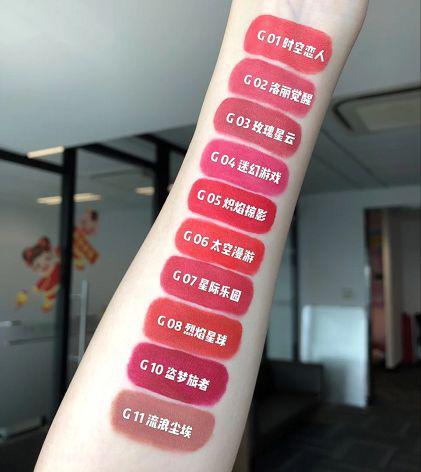 G 01 时空恋人
G 02 洛丽觉醒
G 03 玫瑰星云
G 04 迷幻游戏
G 05 炽焰棺影
G 06 太空漫游
G 07 星际乐园
G 08 烈焰星球
G 10 盗梦旅者
G 11 流浪尘埃